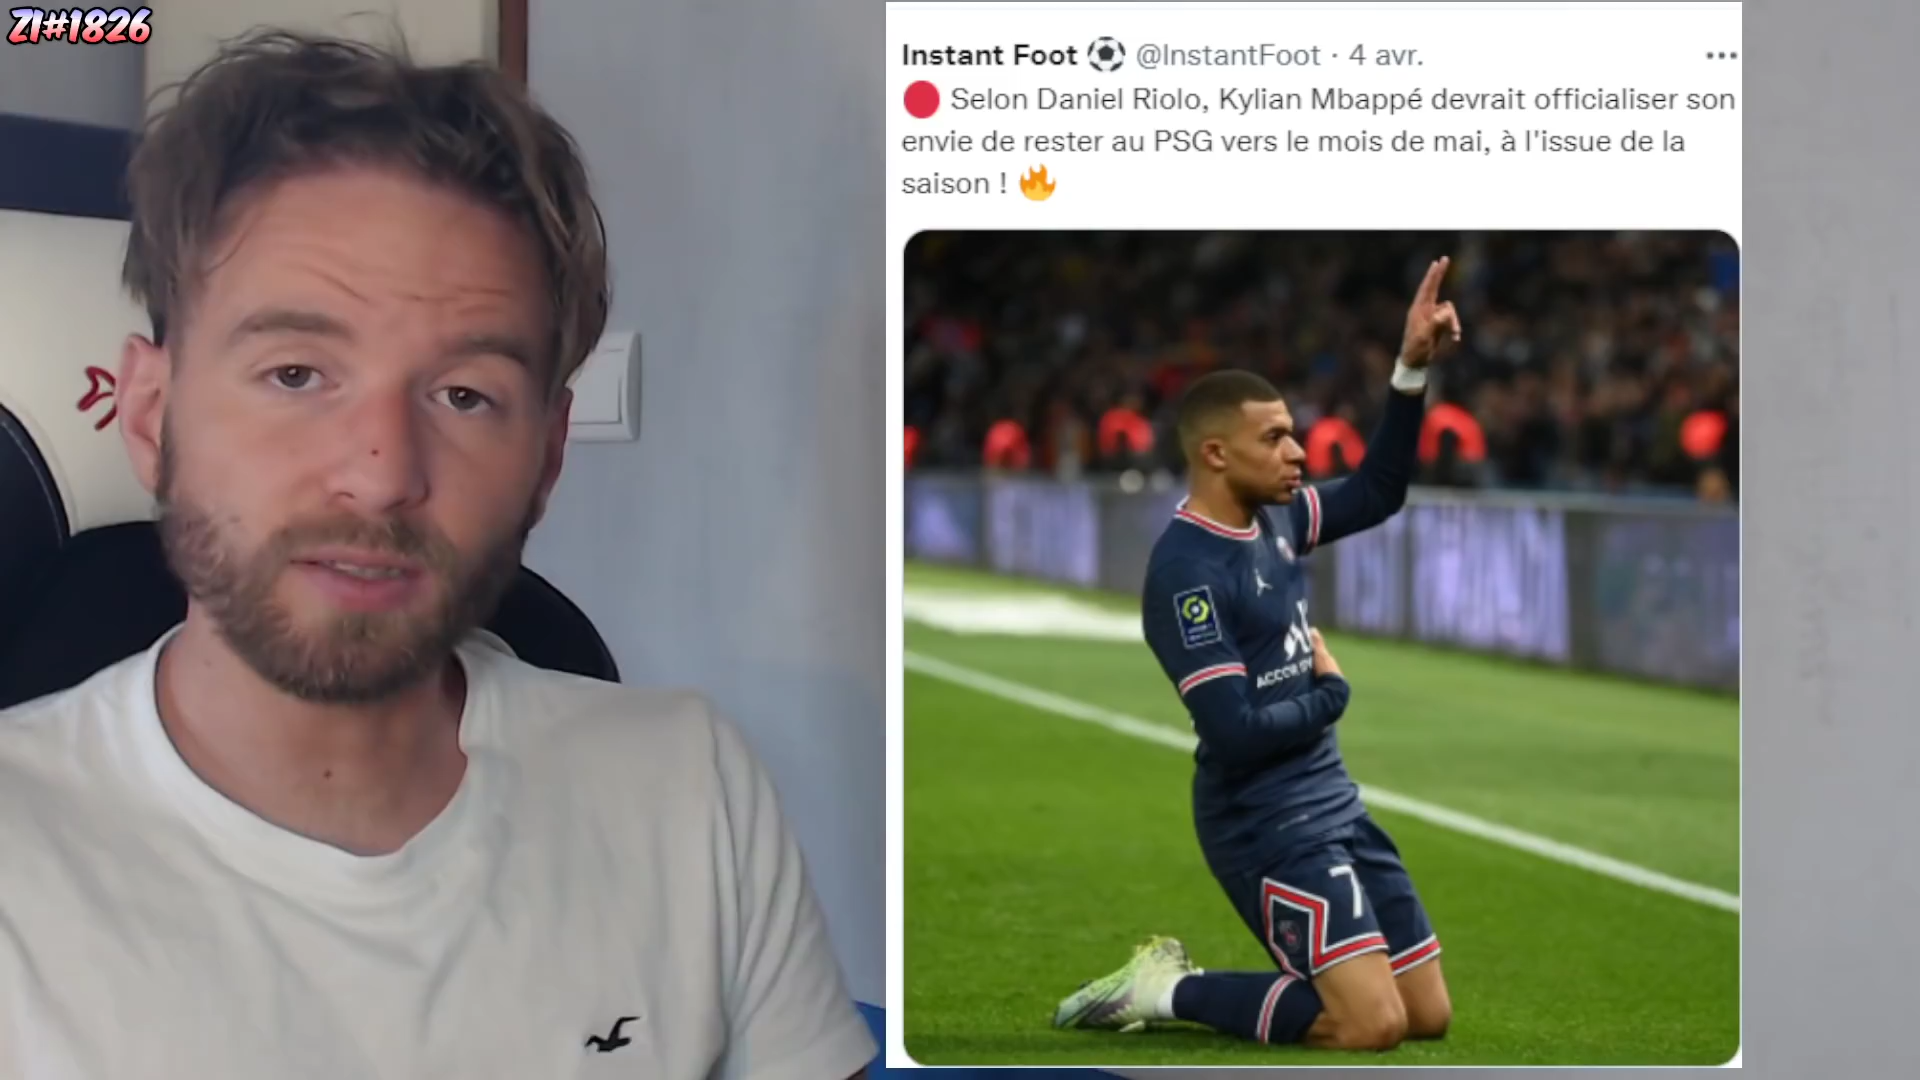 ZI#1826
Instant Foot ⚽ @InstantFoot · 4 avr.
🔴 Selon Daniel Riolo, Kylian Mbappé devrait officialiser son
envie de rester au PSG vers le mois de mai, à l'issue de la
saison ! 🔥
7